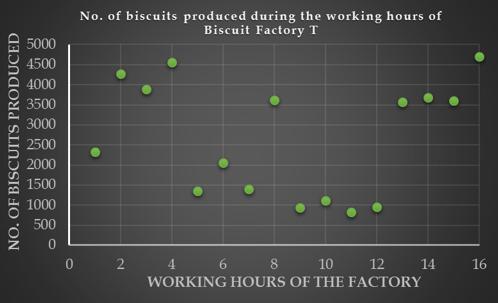 No. of biscuits produced during the working hours of
Biscuit Factory T
NO. OF BISCUITS PRODUCED
5000
4500
4000
3500
3000
2500
2000
1500
1000
500
0
0 2 4 6 8 10 12 14 16
WORKING HOURS OF THE FACTORY